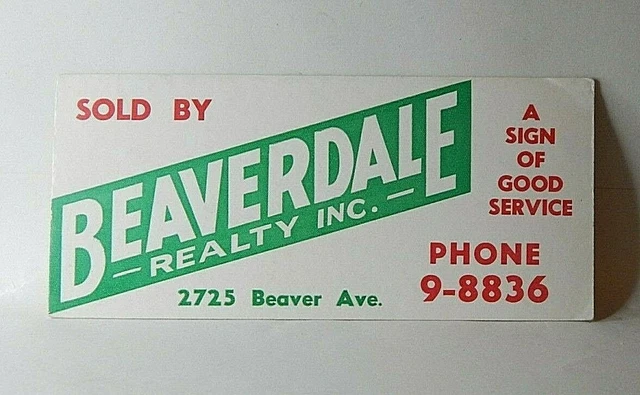 SOLD BY
BEAVERDALE
— REALTY INC. —
2725 Beaver Ave.
A
SIGN
OF
GOOD
SERVICE
PHONE
9-8836